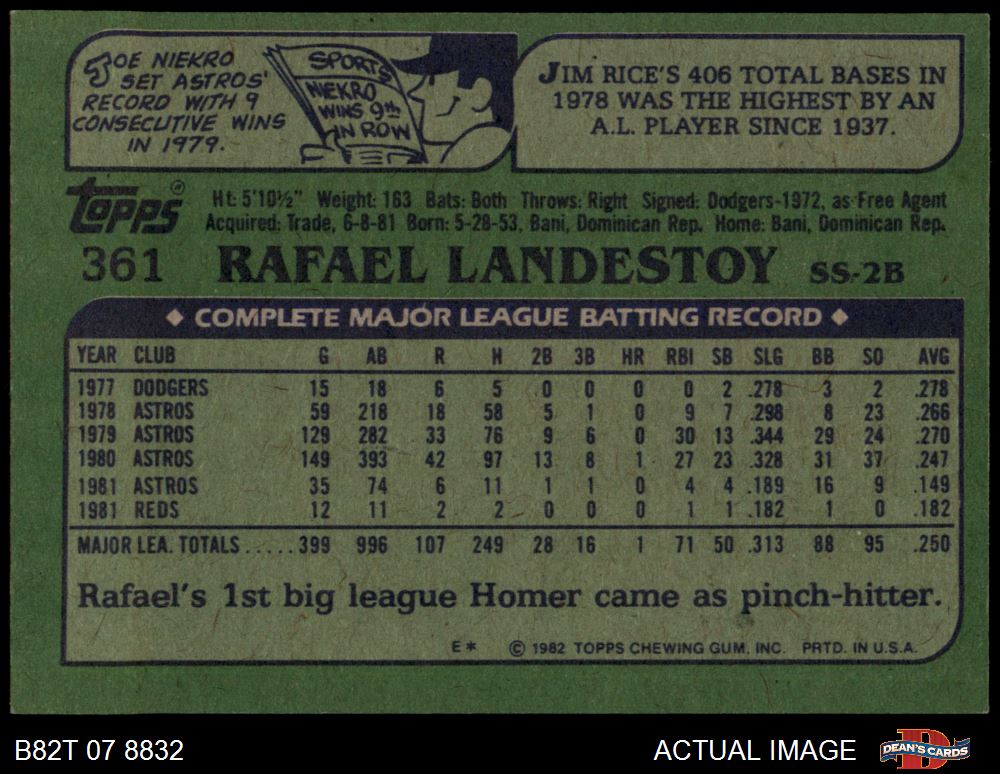 JOE NIEKRO
SET ASTROS'
RECORD WITH 9
CONSECUTIVE WINS
IN 1979.
SPORTS
NIEKRO
WINS 9th
IN ROW
JIM RICE'S 406 TOTAL BASES IN
1978 WAS THE HIGHEST BY AN
A.L. PLAYER SINCE 1937.
Topps ®
Ht: 5'10½" Weight: 163 Bats: Both Throws: Right Signed: Dodgers-1972, as Free Agent
Acquired: Trade, 6-8-81 Born: 5-28-53, Bani, Dominican Rep. Home: Bani, Dominican Rep.
361 RAFAEL LANDESTOY SS-2B
◆ COMPLETE MAJOR LEAGUE BATTING RECORD ◆
YEAR CLUB G AB R H 2B 3B HR RBI SB SLG BB SO AVG
1977 DODGERS 15 18 6 5 0 0 0 0 2 .278 3 2 .278
1978 ASTROS 59 218 18 58 5 1 0 9 7 .298 8 23 .266
1979 ASTROS 129 282 33 76 9 6 0 30 13 .344 29 24 .270
1980 ASTROS 149 393 42 97 13 8 1 27 23 .328 31 37 .247
1981 ASTROS 35 74 6 11 1 1 0 4 4 .189 16 9 .149
1981 REDS 12 11 2 2 0 0 0 1 1 .182 1 0 .182
MAJOR LEA. TOTALS.....399 996 107 249 28 16 1 71 50 .313 88 95 .250
Rafael's 1st big league Homer came as pinch-hitter.
E* © 1982 TOPPS CHEWING GUM, INC. PRTD. IN U.S.A.
B82T 07 8832 ACTUAL IMAGE DEAN'S CARDS